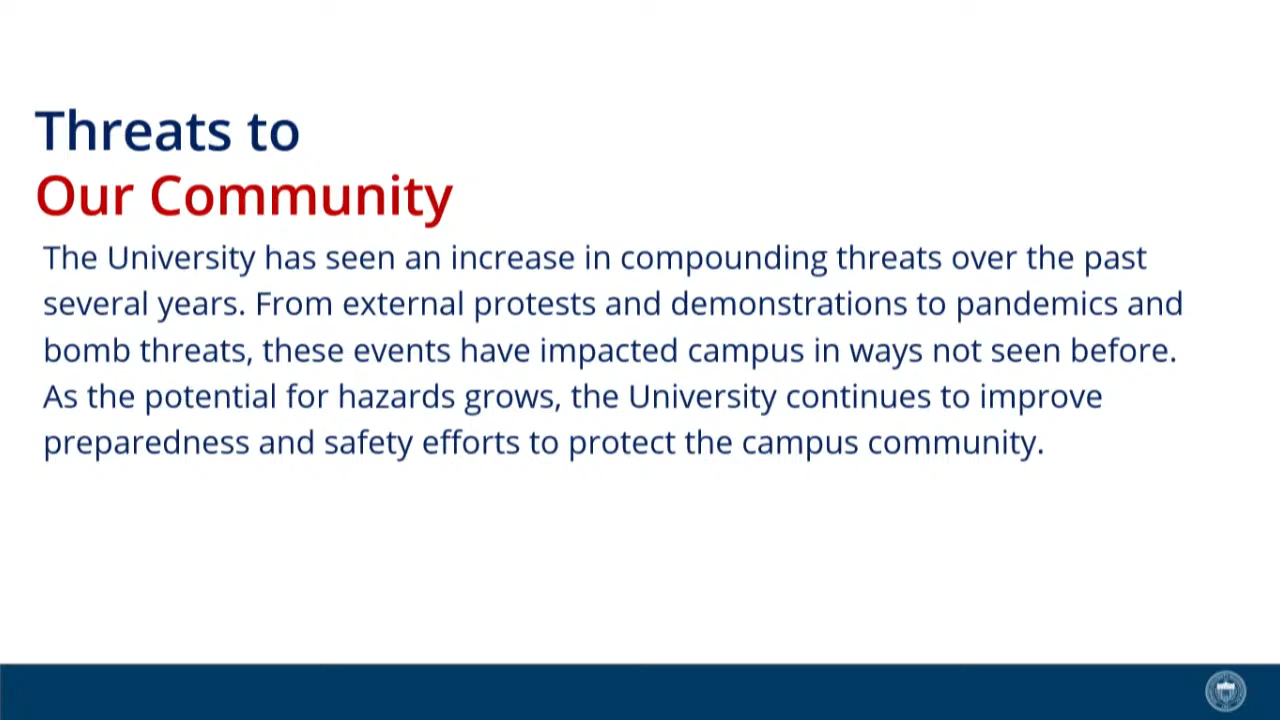 Threats to
Our Community
The University has seen an increase in compounding threats over the past
several years. From external protests and demonstrations to pandemics and
bomb threats, these events have impacted campus in ways not seen before.
As the potential for hazards grows, the University continues to improve
preparedness and safety efforts to protect the campus community.